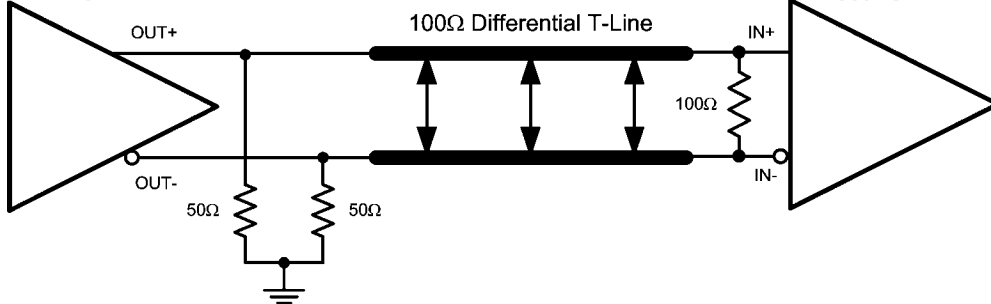 100Ω Differential T-Line
OUT+
IN+
100Ω
OUT-
IN-
50Ω
50Ω